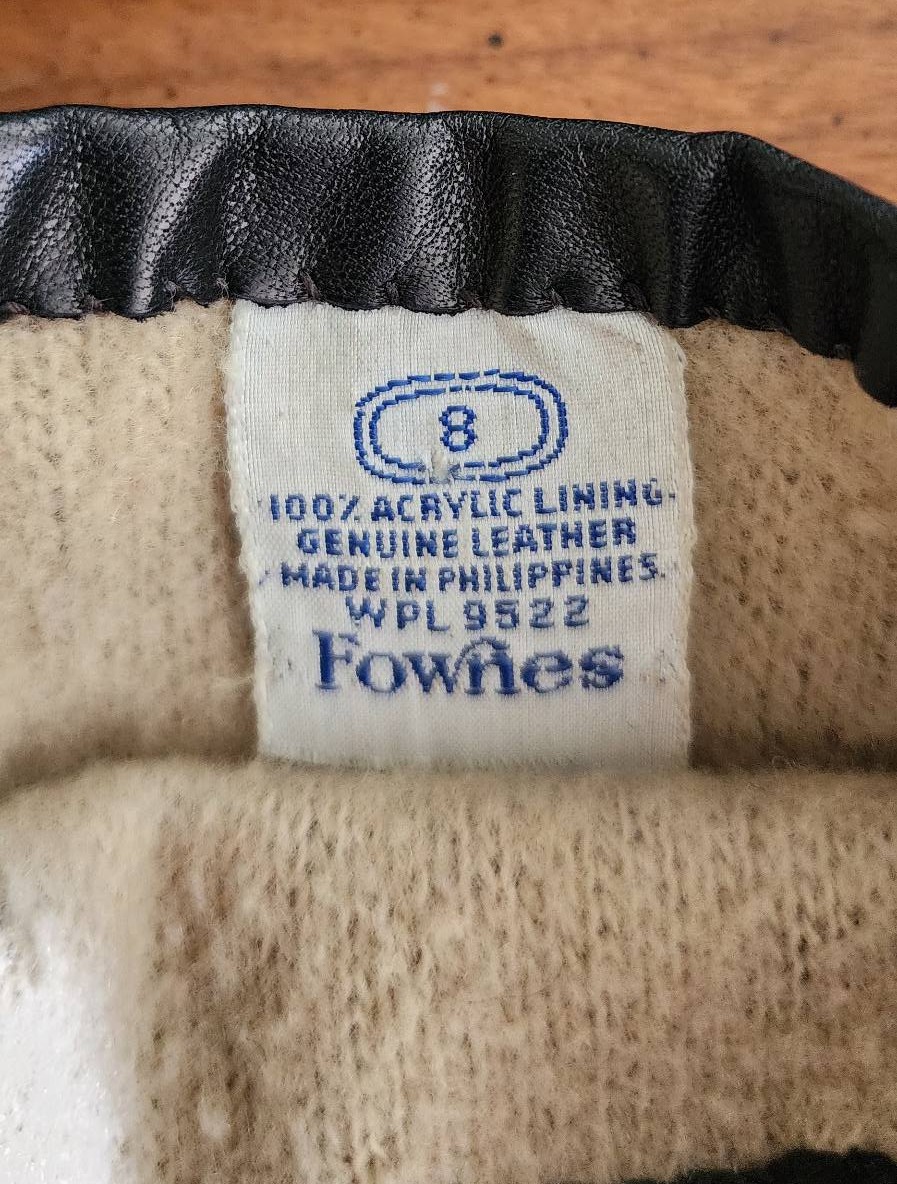 8
100% ACRYLIC LINING
GENUINE LEATHER
MADE IN PHILIPPINES
WPL 9522
Fownes